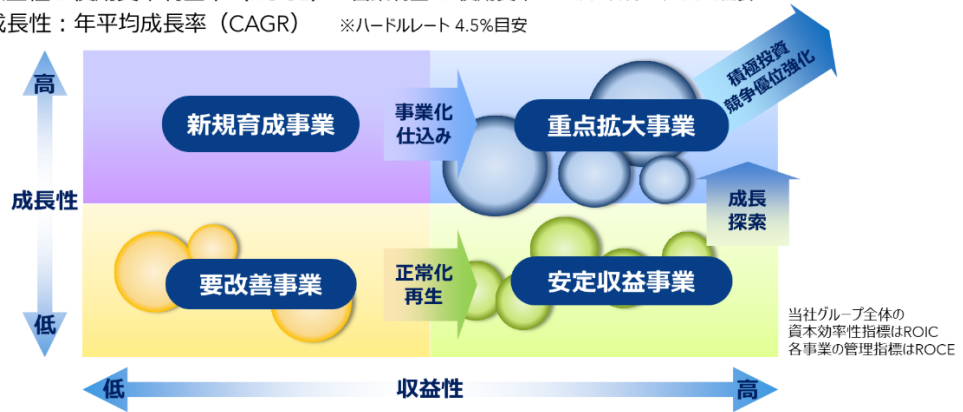 成長性：年平均成長率（CAGR）　※ハードルレート 4.5%目安
高
成長性
低
新規育成事業
事業化
仕込み
重点拡大事業
積極投資
競争優位強化
成長
探索
要改善事業
正常化
再生
安定収益事業
当社グループ全体の
資本効率性指標はROIC
各事業の管理指標はROCE
低
収益性
高